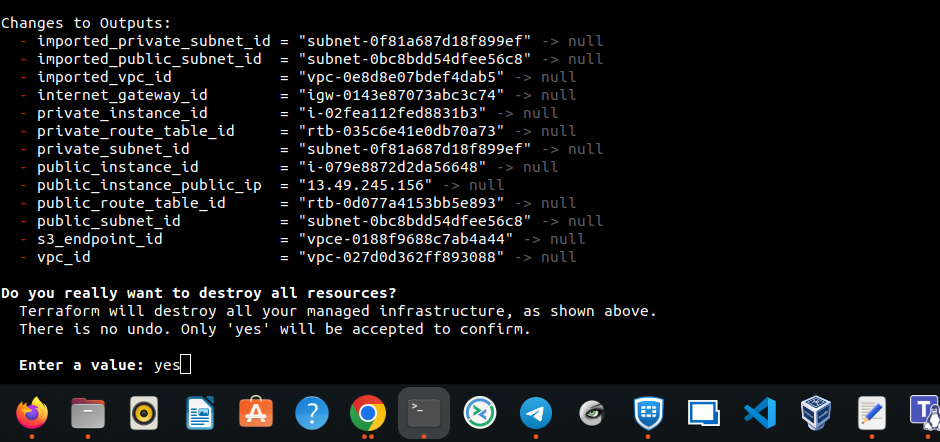 Changes to Outputs:
- imported_private_subnet_id = "subnet-0f81a687d18f899ef" -> null
- imported_public_subnet_id = "subnet-0bc8bdd54dfee56c8" -> null
- imported_vpc_id = "vpc-0e8d8e07bdef4dab5" -> null
- internet_gateway_id = "igw-0143e87073abc3c74" -> null
- private_instance_id = "i-02fea112fed8831b3" -> null
- private_route_table_id = "rtb-035c6e41e0db70a73" -> null
- private_subnet_id = "subnet-0f81a687d18f899ef" -> null
- public_instance_id = "i-079e8872d2da56648" -> null
- public_instance_public_ip = "13.49.245.156" -> null
- public_route_table_id = "rtb-0d077a4153bb5e893" -> null
- public_subnet_id = "subnet-0bc8bdd54dfee56c8" -> null
- s3_endpoint_id = "vpce-0188f9688c7ab4a44" -> null
- vpc_id = "vpc-027d0d362ff893088" -> null
Do you really want to destroy all resources?
Terraform will destroy all your managed infrastructure, as shown above.
There is no undo. Only 'yes' will be accepted to confirm.
Enter a value: yes